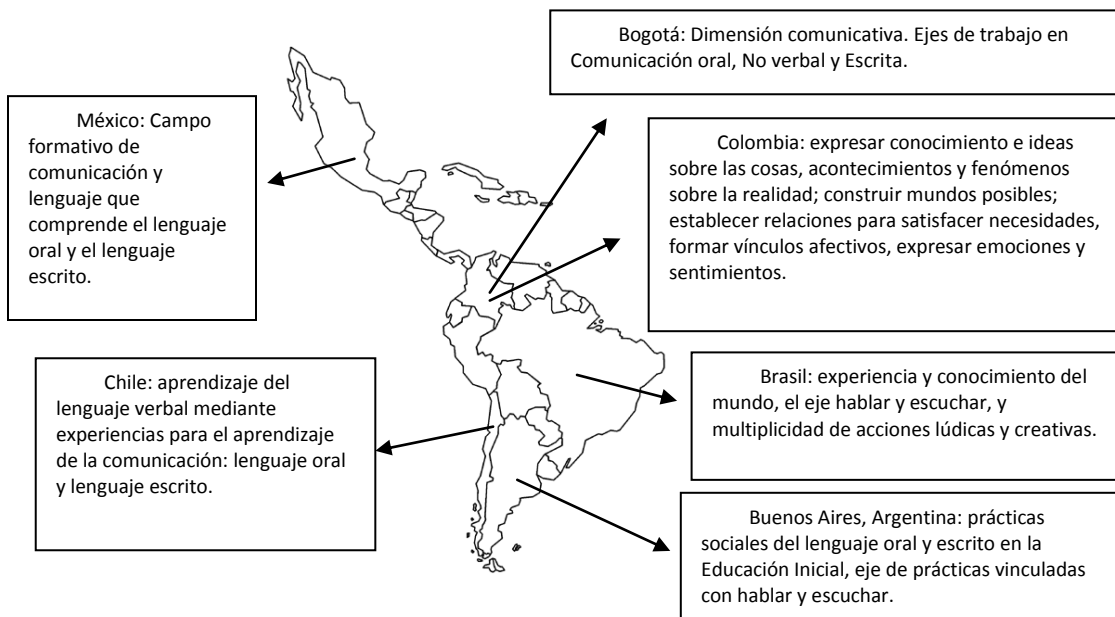 Bogotá: Dimensión comunicativa. Ejes de trabajo en
Comunicación oral, No verbal y Escrita.
México: Campo
formativo de
comunicación y
lenguaje que
comprende el lenguaje
oral y el lenguaje
escrito.
Colombia: expresar conocimiento e ideas
sobre las cosas, acontecimientos y fenómenos
sobre la realidad; construir mundos posibles;
establecer relaciones para satisfacer necesidades,
formar vínculos afectivos, expresar emociones y
sentimientos.
Chile: aprendizaje del
lenguaje verbal mediante
experiencias para el aprendizaje
de la comunicación: lenguaje oral
y lenguaje escrito.
Brasil: experiencia y conocimiento del
mundo, el eje hablar y escuchar, y
multiplicidad de acciones lúdicas y creativas.
Buenos Aires, Argentina: prácticas
sociales del lenguaje oral y escrito en la
Educación Inicial, eje de prácticas vinculadas
con hablar y escuchar.